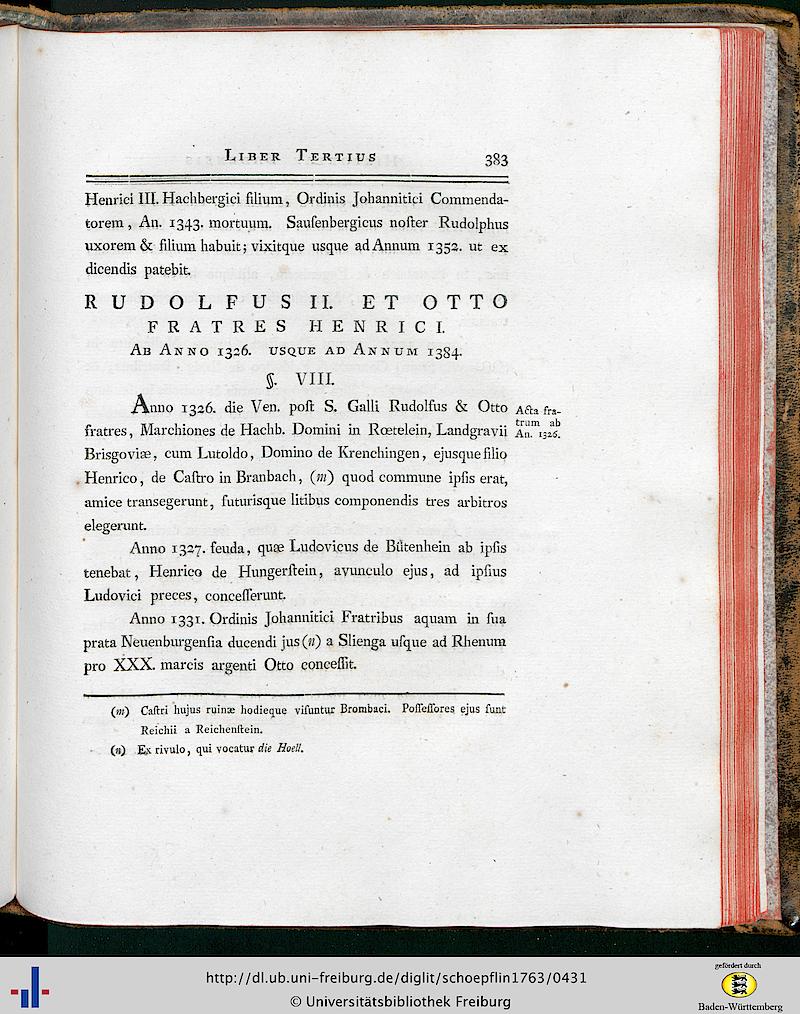 LIBER TERTIUS 383
Henrici III. Hachbergici filium, Ordinis Johannitici Commenda-
torem, An. 1343. mortuum. Sauſenbergicus noſter Rudolphus
uxorem & filium habuit; vixitque usque ad Annum 1352. ut ex
dicendis patebit.
RUDOLFUS II. ET OTTO
FRATRES HENRICI.
AB ANNO 1326. USQUE AD ANNUM 1384.
§. VIII.
Anno 1326. die Ven. poſt S. Galli Rudolfus & Otto
fratres, Marchiones de Hachb. Domini in Rœtelein, Landgravii
Brisgoviæ, cum Lutoldo, Domino de Krenchingen, ejusque filio
Henrico, de Caſtro in Branbach, (m) quod commune ipſis erat,
amice transegerunt, futurisque litibus componendis tres arbitros
elegerunt.
Acta fra-
trum ab
An. 1326.
Anno 1327. feuda, quæ Ludovicus de Bütenhein ab ipſis
tenebat, Henrico de Hungerſtein, avunculo ejus, ad ipſius
Ludovici preces, conceſſerunt.
Anno 1331. Ordinis Johannitici Fratribus aquam in ſua
prata Neuenburgenſia ducendi jus (n) a Slienga uſque ad Rhenum
pro XXX. marcis argenti Otto conceſſit.
(m) Caſtri hujus ruinæ hodieque viſuntur Brombaci. Poſſeſſores ejus ſunt
Reichii a Reichenſtein.
(n) Ex rivulo, qui vocatur die Hoell.
http://dl.ub.uni-freiburg.de/diglit/schoepflin1763/0431
© Universitätsbibliothek Freiburg
gefördert durch
Baden-Württemberg